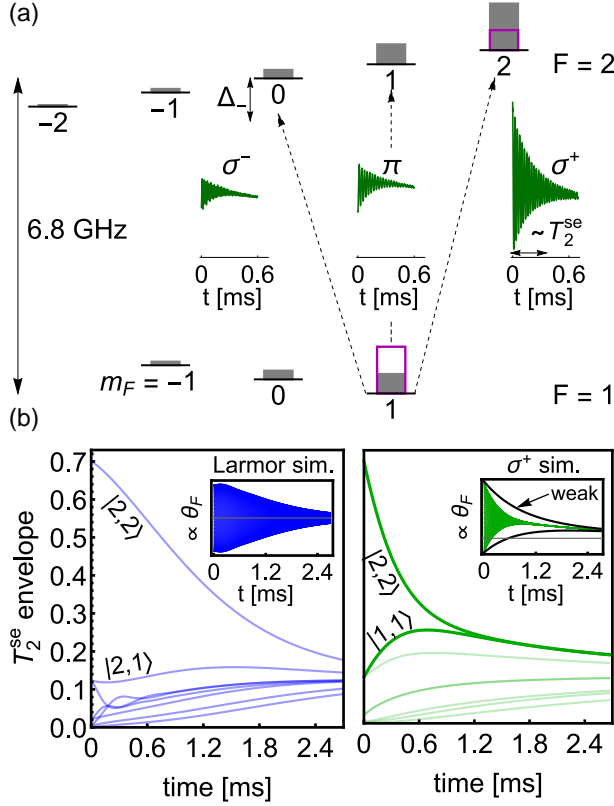 (a)
F = 2
−2
−1
0
1
2
Δ−
σ−
π
σ+
6.8 GHz
~ T2se
0 0.6
t [ms]
0 0.6
t [ms]
0 0.6
t [ms]
mF = −1
0
1
F = 1
(b)
T2se envelope
0.7
0.6
0.5
0.4
0.3
0.2
0.1
0.0
|2,2⟩
|2,1⟩
Larmor sim.
∝ θF
0 1.2 2.4
t [ms]
0 0.6 1.2 1.8 2.4
time [ms]
|2,2⟩
|1,1⟩
σ+ sim.
weak
∝ θF
0 1.2 2.4
t [ms]
0 0.6 1.2 1.8 2.4
time [ms]